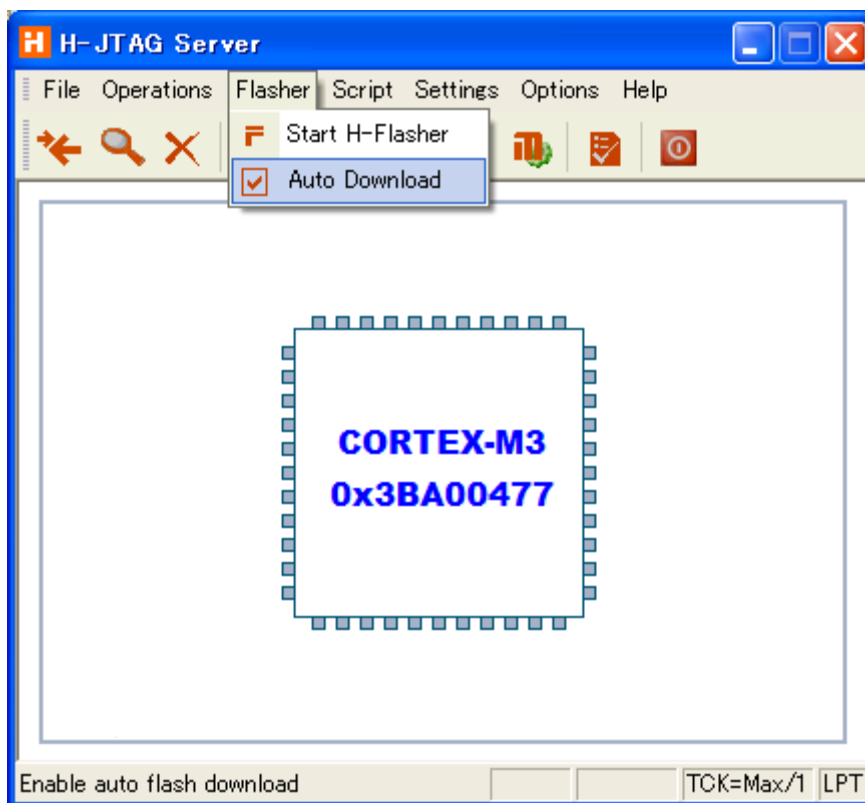 H-JTAG Server
File Operations Flasher Script Settings Options Help
Start H-Flasher
Auto Download
CORTEX-M3
0x3BA00477
Enable auto flash download TCK=Max/1 LPT